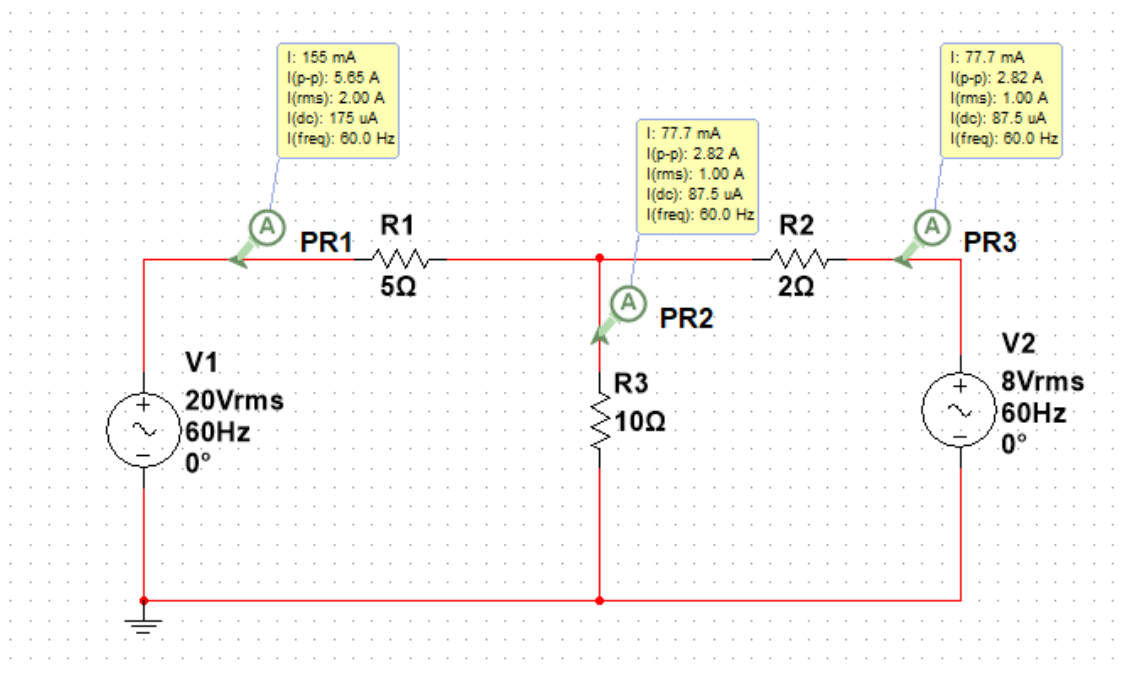 I: 155 mA
I(p-p): 5.65 A
I(rms): 2.00 A
I(dc): 175 uA
I(freq): 60.0 Hz
I: 77.7 mA
I(p-p): 2.82 A
I(rms): 1.00 A
I(dc): 87.5 uA
I(freq): 60.0 Hz
I: 77.7 mA
I(p-p): 2.82 A
I(rms): 1.00 A
I(dc): 87.5 uA
I(freq): 60.0 Hz
A
PR1
R1
5Ω
A
PR2
R2
2Ω
A
PR3
V1
20Vrms
60Hz
0°
R3
10Ω
V2
8Vrms
60Hz
0°